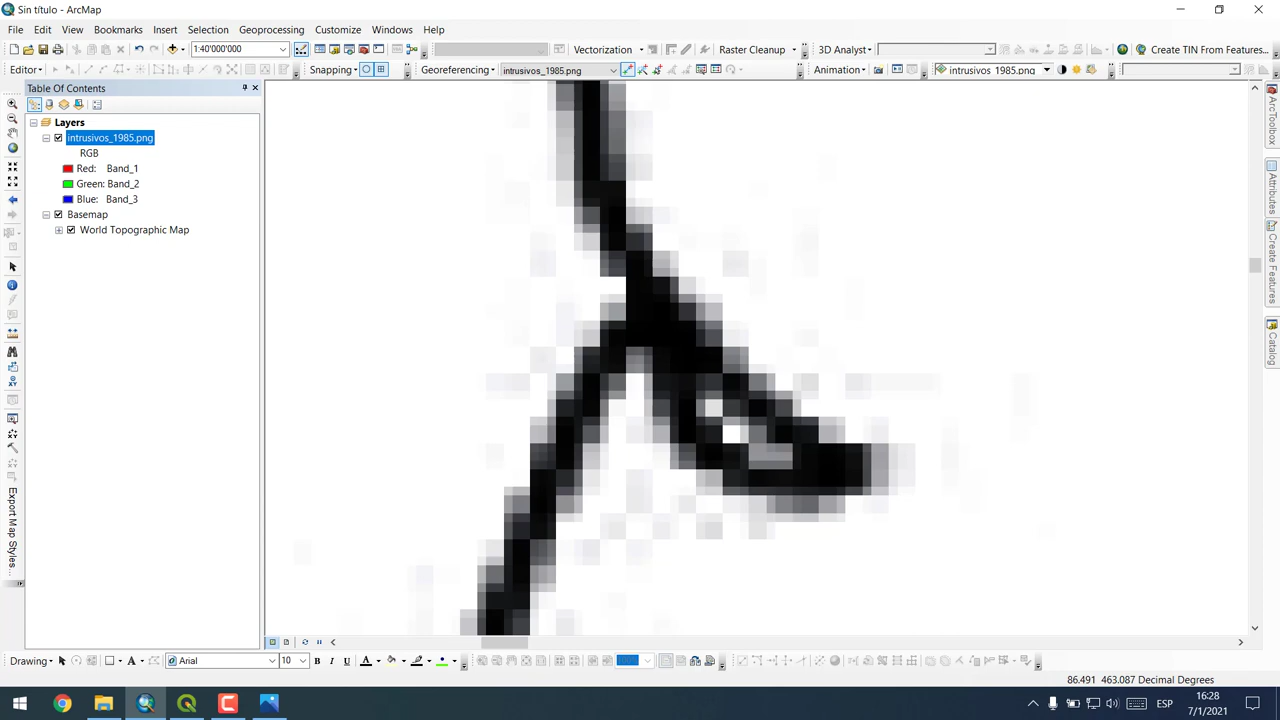 Sin título - ArcMap
File Edit View Bookmarks Insert Selection Geoprocessing Customize Windows Help
1:40'000'000 Vectorization Raster Cleanup 3D Analyst Create TIN From Features...
Editor Snapping Georeferencing intrusivos_1985.png Animation intrusivos_1985.png
Table Of Contents
Layers
intrusivos_1985.png
RGB
Red: Band_1
Green: Band_2
Blue: Band_3
Basemap
World Topographic Map
Export Map Styles...
ArcToolbox
Attributes
Create Features
Catalog
Drawing Arial 10 B I U A
86.491 463.087 Decimal Degrees
ESP
16:28
7/1/2021